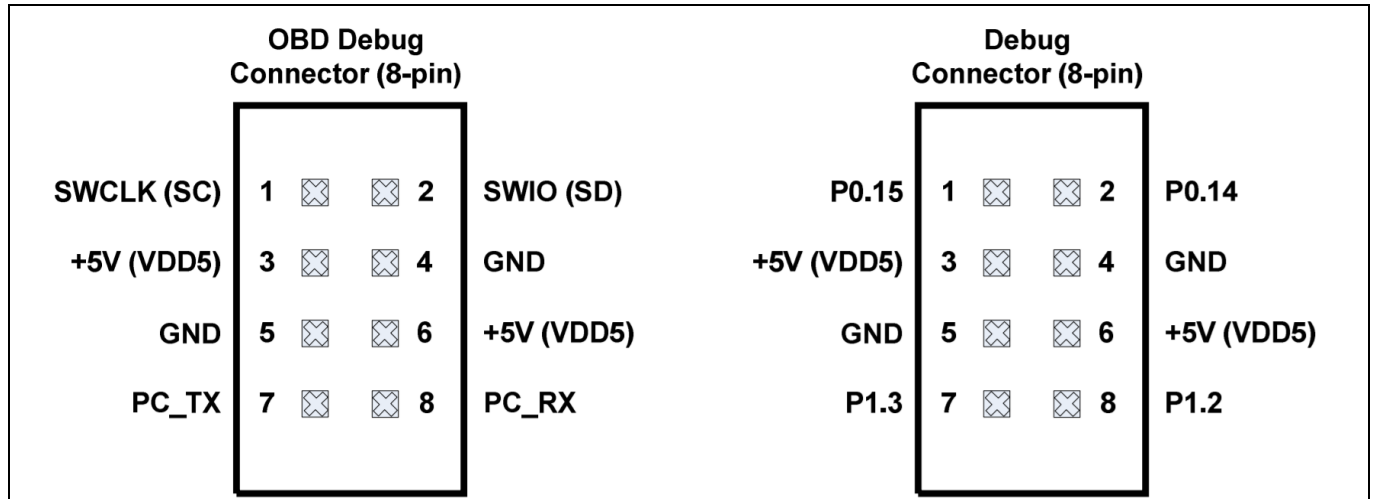 OBD Debug
Connector (8-pin)
SWCLK (SC) 1 2 SWIO (SD)
+5V (VDD5) 3 4 GND
GND 5 6 +5V (VDD5)
PC_TX 7 8 PC_RX
Debug
Connector (8-pin)
P0.15 1 2 P0.14
+5V (VDD5) 3 4 GND
GND 5 6 +5V (VDD5)
P1.3 7 8 P1.2